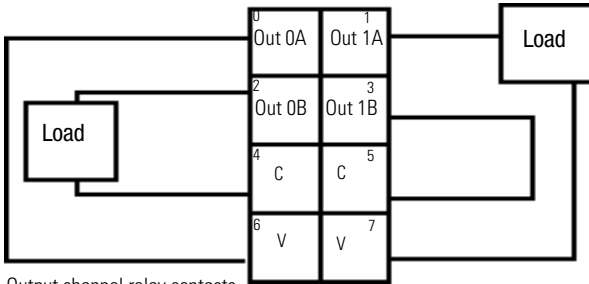 0
1
Out 0A
Out 1A
Load
2
3
Out 0B
Out 1B
Load
4
5
C
C
6
7
V
V
Output channel relay contacts